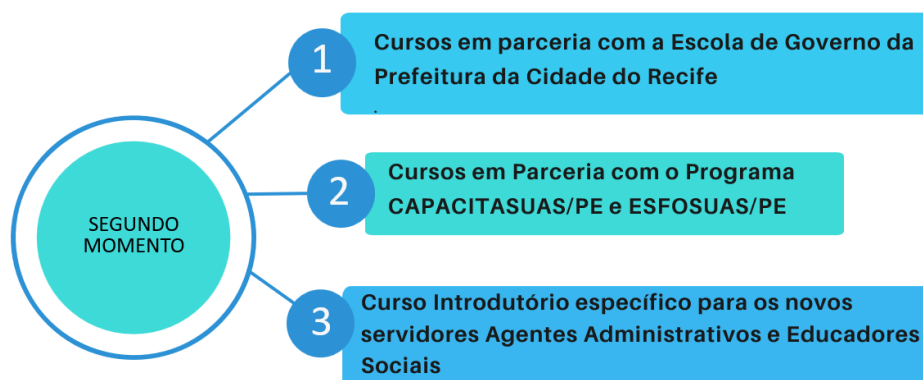 SEGUNDO
MOMENTO
1
Cursos em parceria com a Escola de Governo da
Prefeitura da Cidade do Recife
.
2
Cursos em Parceria com o Programa
CAPACITASUAS/PE e ESFOSUAS/PE
3
Curso Introdutório específico para os novos
servidores Agentes Administrativos e Educadores
Sociais